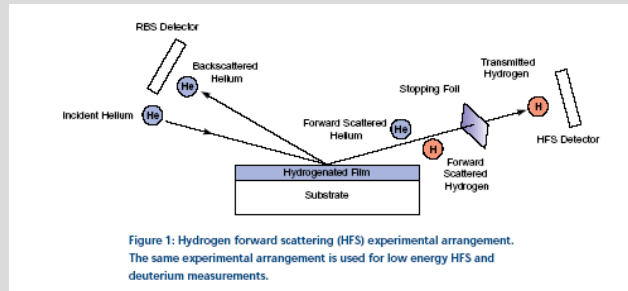 RBS Detector
Backscattered
Helium
He
Incident Helium
He
Transmitted
Hydrogen
Stopping Foil
H
Forward Scattered
Helium
He
HFS Detector
H
Forward
Scattered
Hydrogen
Hydrogenated Film
Substrate
Figure 1: Hydrogen forward scattering (HFS) experimental arrangement.
The same experimental arrangement is used for low energy HFS and
deuterium measurements.